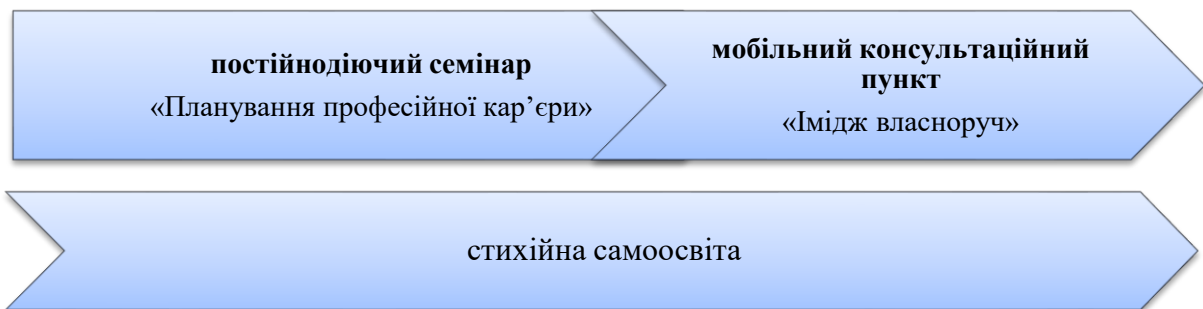 постійнодіючий семінар
«Планування професійної кар’єри»
мобільний консультаційний
пункт
«Імідж власноруч»
стихійна самоосвіта